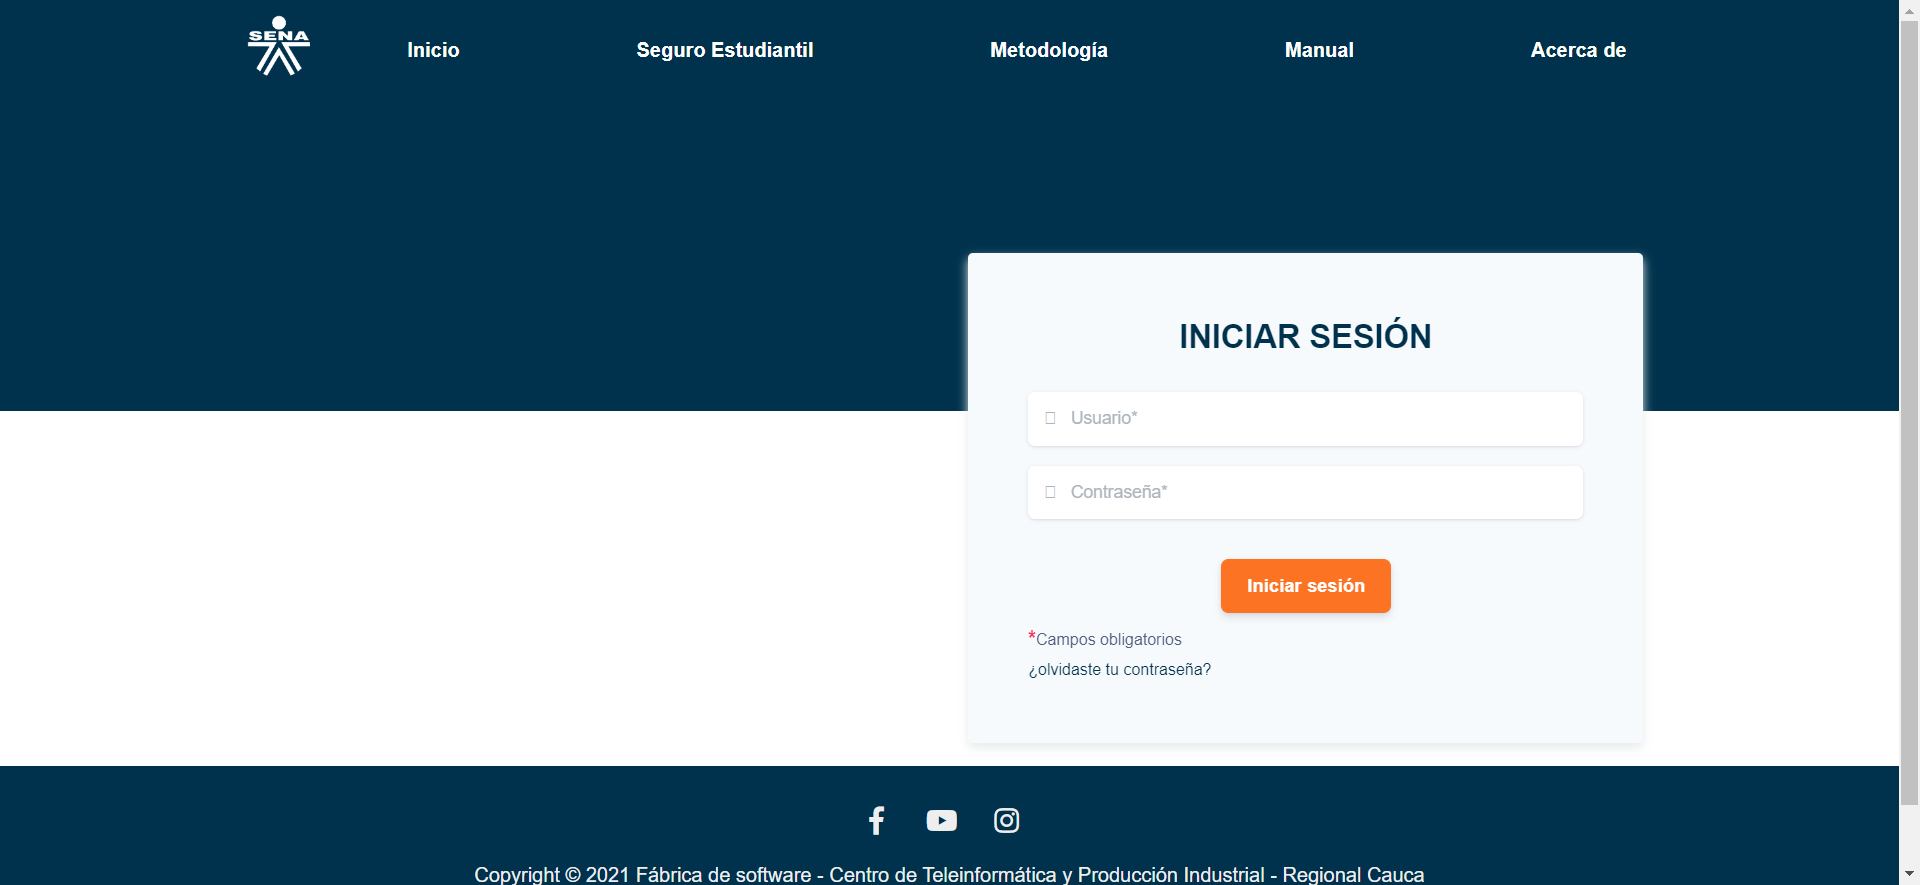 SENA
Inicio
Seguro Estudiantil
Metodología
Manual
Acerca de
INICIAR SESIÓN
Usuario*
Contraseña*
Iniciar sesión
*Campos obligatorios
¿olvidaste tu contraseña?
Copyright © 2021 Fábrica de software - Centro de Teleinformática y Producción Industrial - Regional Cauca